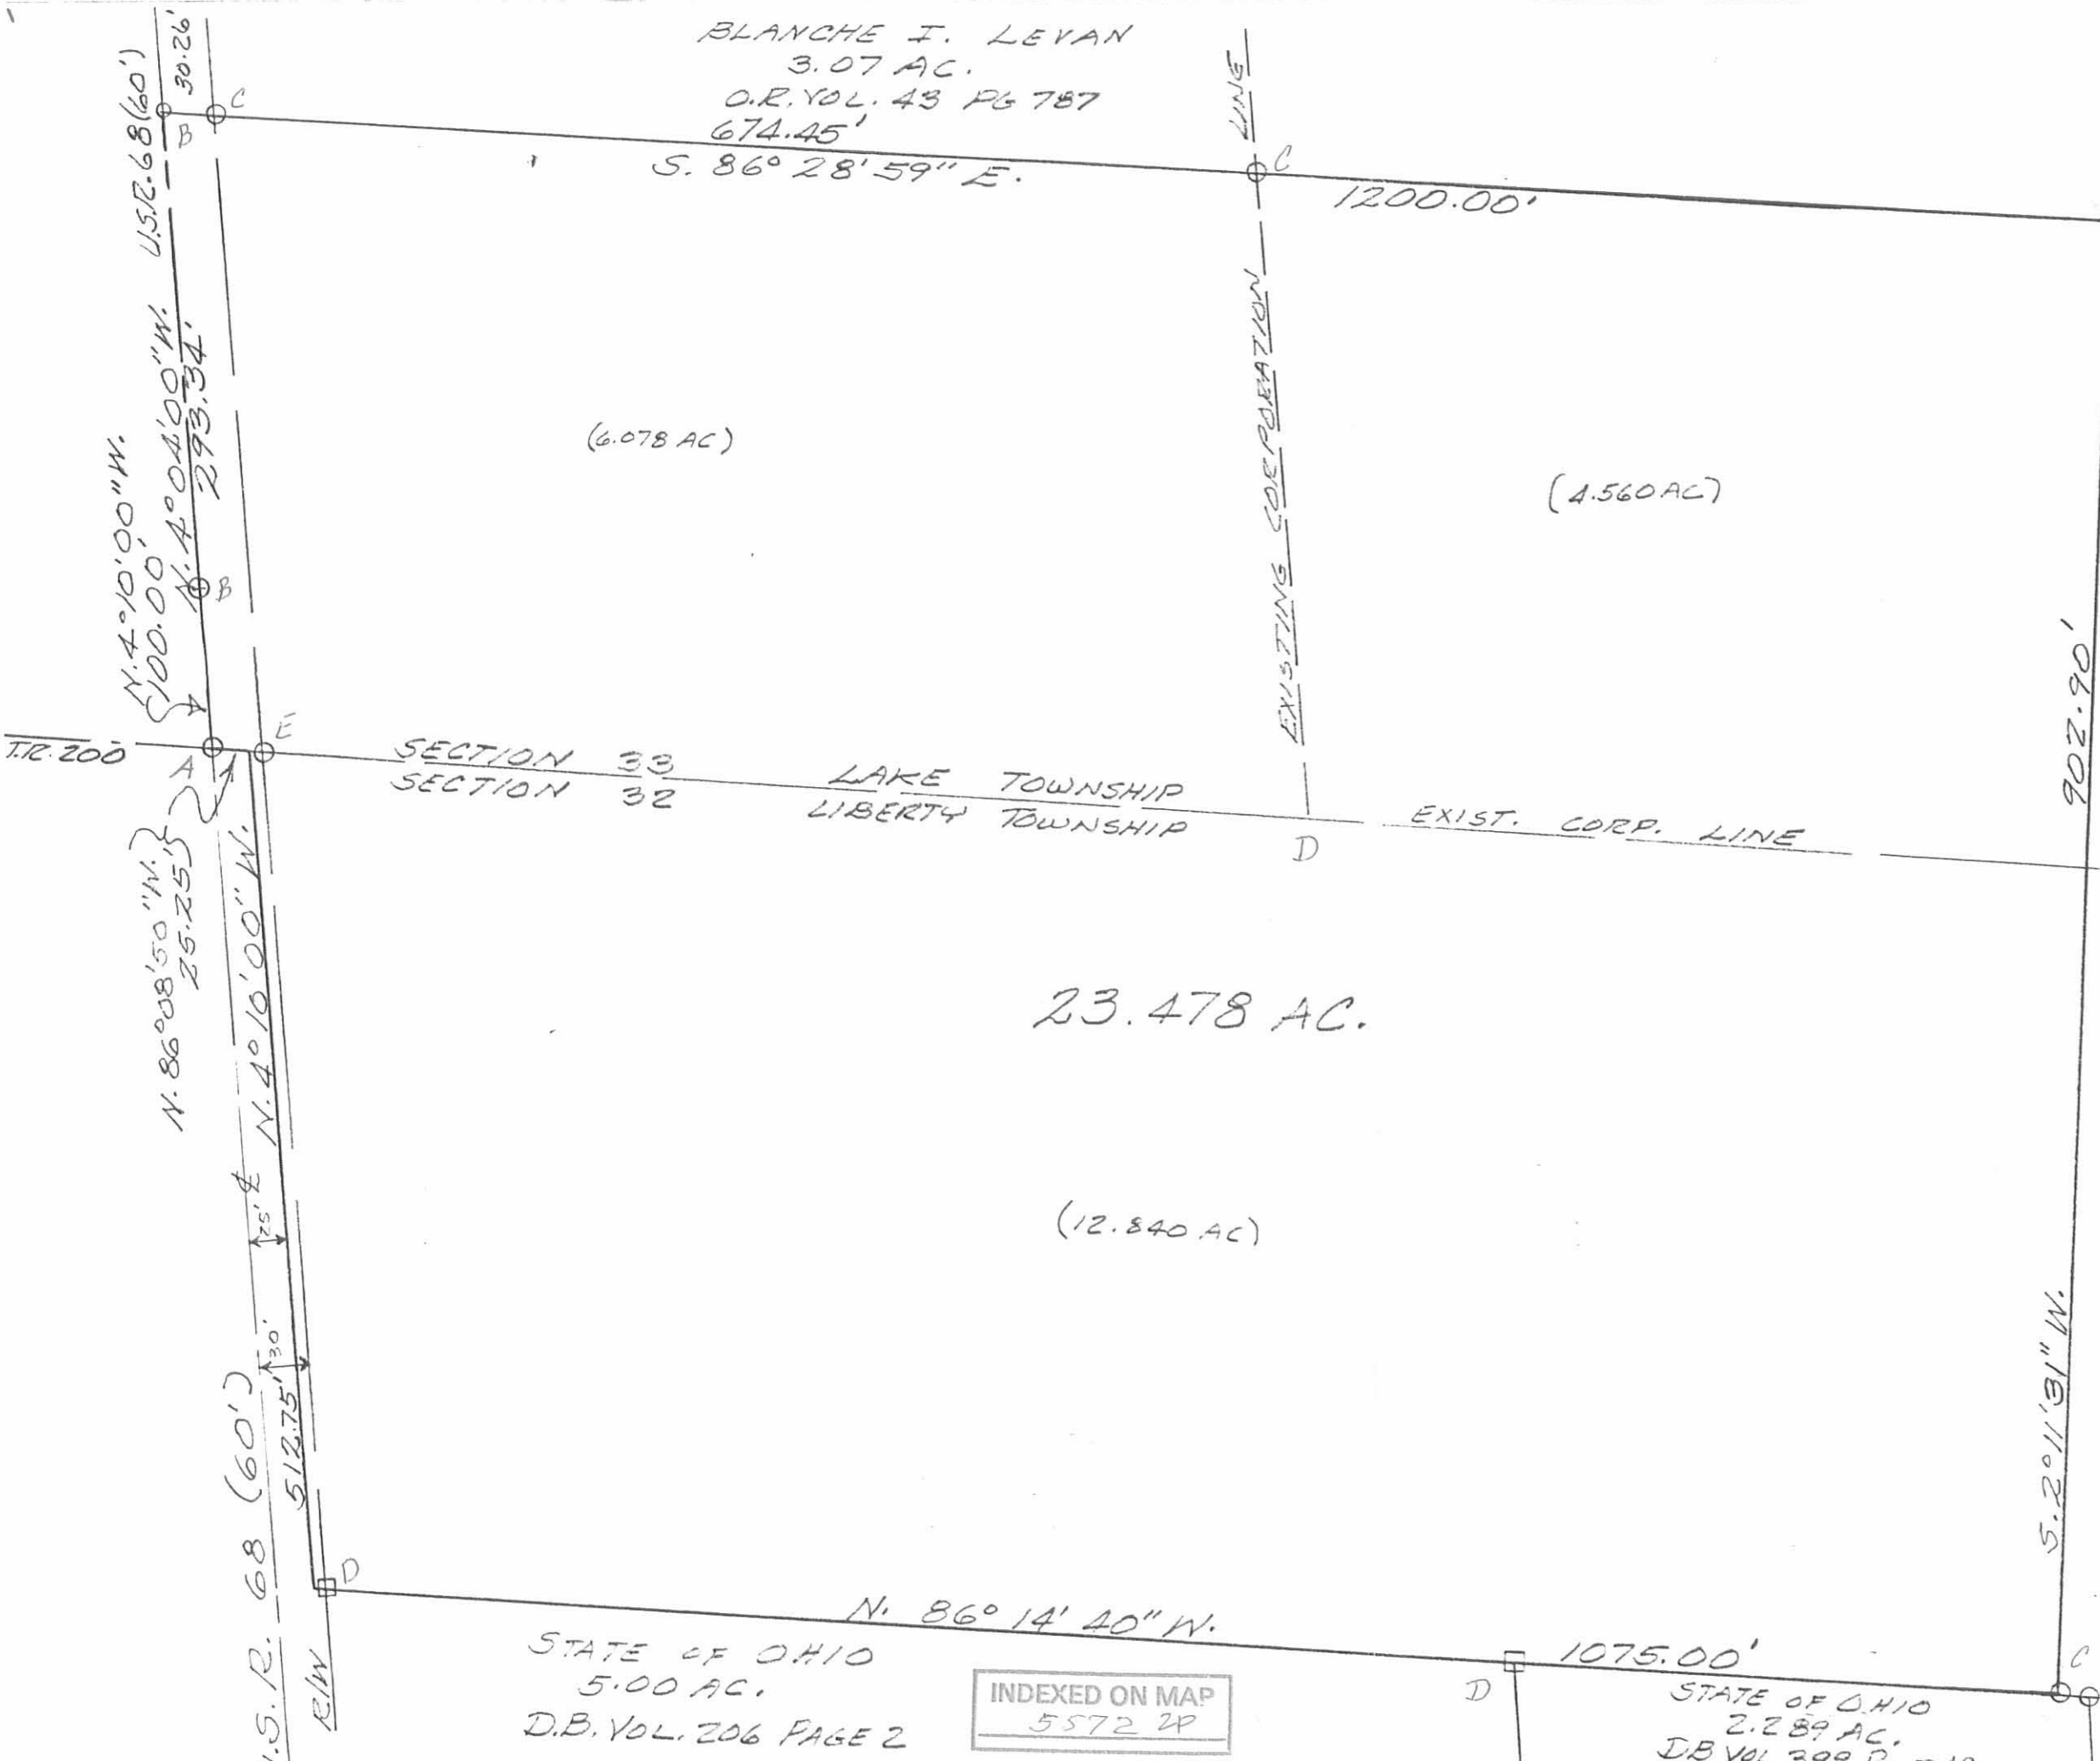 BLANCHE I. LEVAN
3.07 AC.
O.R. VOL. 43 PG 787
674.45'
S. 86° 28' 59" E.
30.26'
U.S.R. 68 (60')
B
C
LINE
C
1200.00'
EXISTING CORPORATION
N. 4° 04' 00" W.
293.34'
N. 4° 10' 00" W.
100.00'
B
(6.078 AC)
(4.560 AC)
902.90'
T.R. 200
A
E
SECTION 33
SECTION 32
LAKE TOWNSHIP
LIBERTY TOWNSHIP
D
EXIST. CORP. LINE
N. 86° 08' 50" W.
25.25'
N. 4° 10' 00" W.
23.478 AC.
25'
(12.840 AC)
30'
512.75'
S. 2° 11' 31" W.
U.S.R. 68 (60')
R/W
D
N. 86° 14' 40" W.
1075.00'
D
C
STATE OF OHIO
5.00 AC.
D.B. VOL. 206 PAGE 2
INDEXED ON MAP
5572 2P
STATE OF OHIO
2.289 AC.
D.B. VOL.